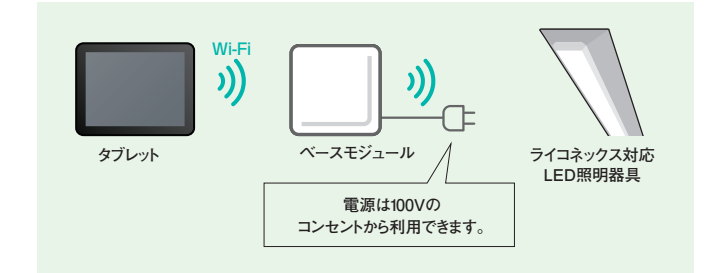 Wi-Fi
タブレット
ベースモジュール
ライコネックス対応
LED照明器具
電源は100Vの
コンセントから利用できます。